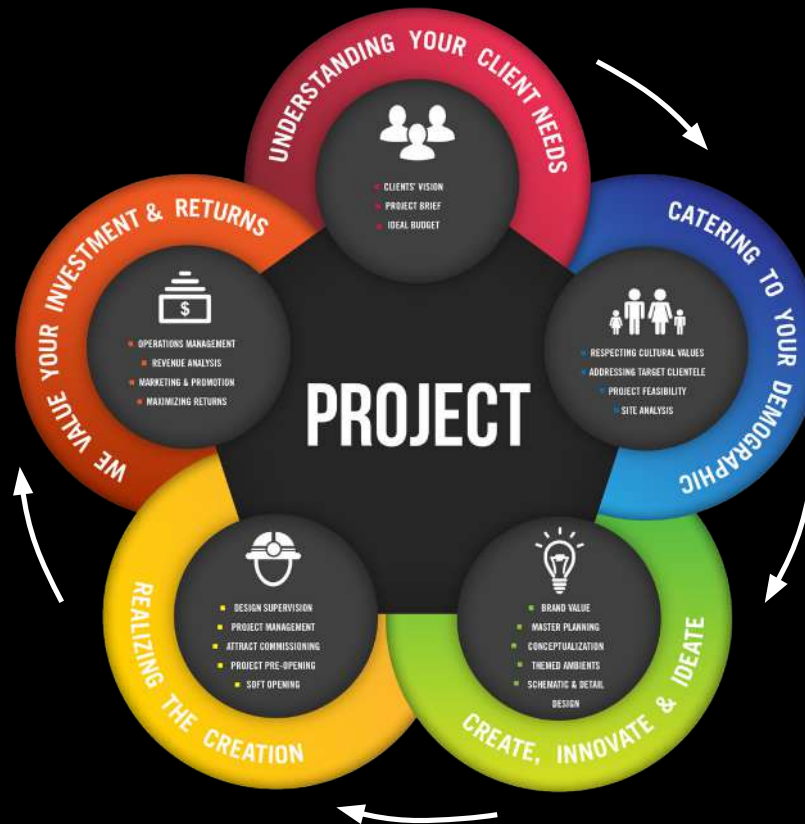 UNDERSTANDING YOUR CLIENT NEEDS
CLIENTS' VISION
PROJECT BRIEF
IDEAL BUDGET
CATERING TO YOUR DEMOGRAPHIC
RESPECTING CULTURAL VALUES
ADDRESSING TARGET CLIENTELE
PROJECT FEASIBILITY
SITE ANALYSIS
CREATE, INNOVATE & IDEATE
BRAND VALUE
MASTER PLANNING
CONCEPTUALIZATION
THEMED AMBIENTS
SCHEMATIC & DETAIL
DESIGN
REALIZING THE CREATION
DESIGN SUPERVISION
PROJECT MANAGEMENT
ATTRACT COMMISSIONING
PROJECT PRE-OPENING
SOFT OPENING
WE VALUE YOUR INVESTMENT & RETURNS
$
OPERATIONS MANAGEMENT
REVENUE ANALYSIS
MARKETING & PROMOTION
MAXIMIZING RETURNS
PROJECT